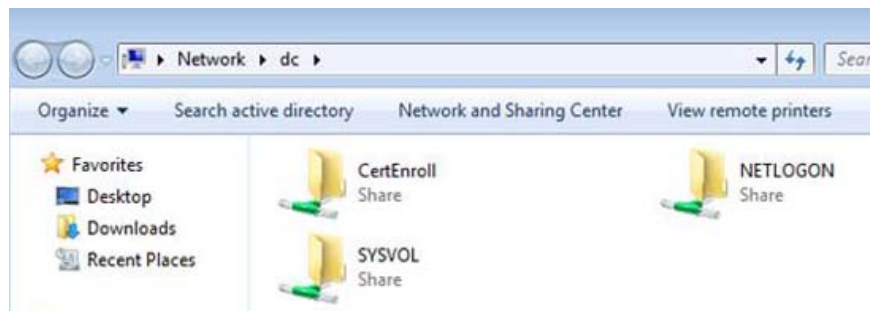 Network ▸ dc ▸ Sear
Organize ▾ Search active directory Network and Sharing Center View remote printers
Favorites
Desktop
Downloads
Recent Places
CertEnroll
Share
NETLOGON
Share
SYSVOL
Share